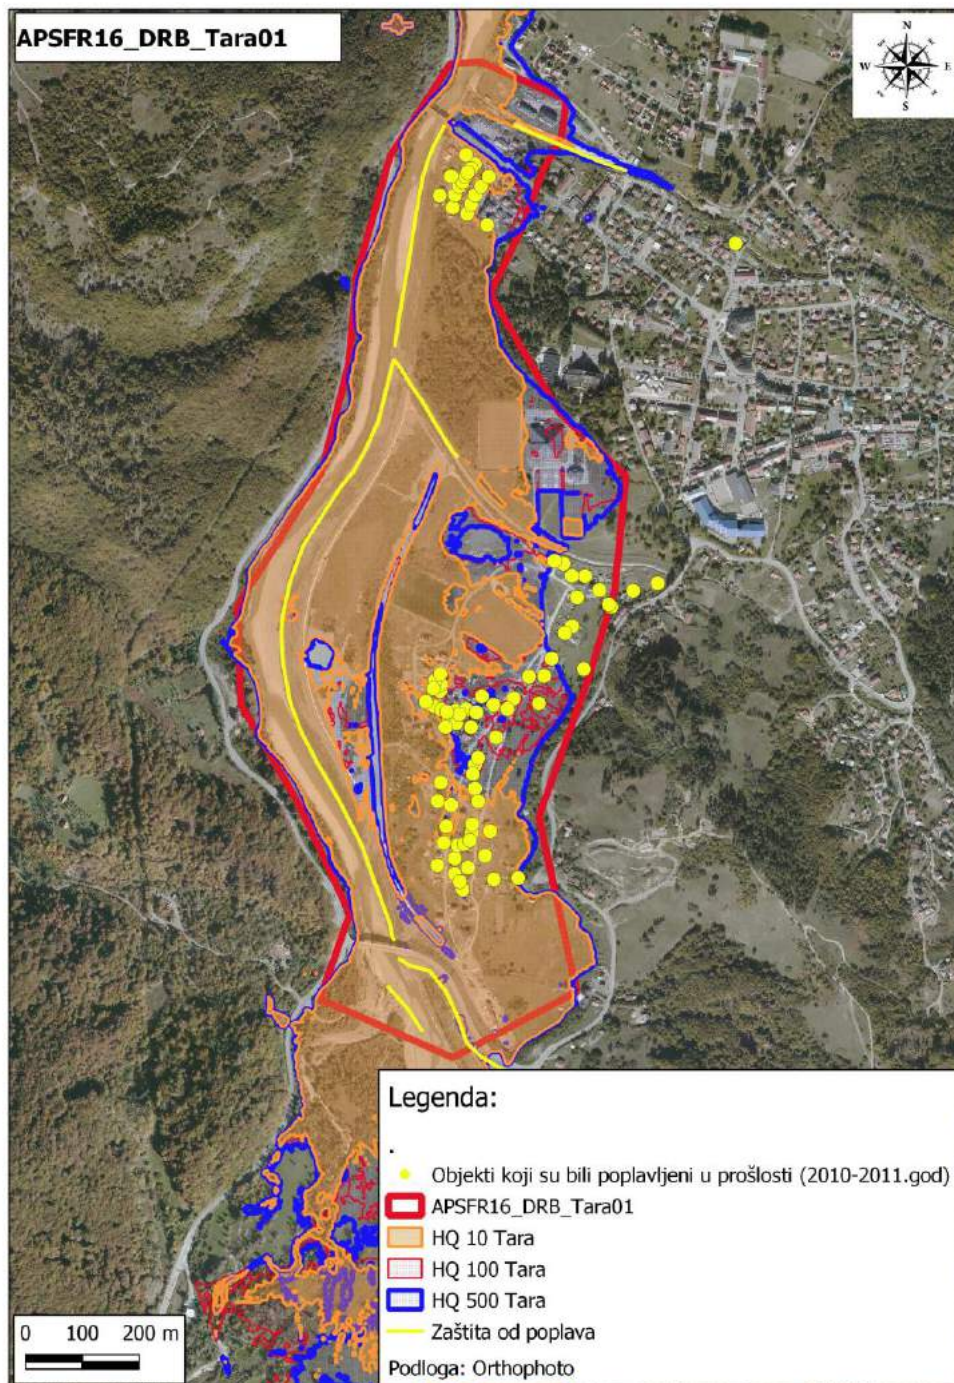 APSFR16_DRB_Tara01
N
W E
S
Legenda:
.
Objekti koji su bili poplavljeni u prošlosti (2010-2011.god)
APSFR16_DRB_Tara01
HQ 10 Tara
HQ 100 Tara
HQ 500 Tara
Zaštita od poplava
Podloga: Orthophoto
0 100 200 m